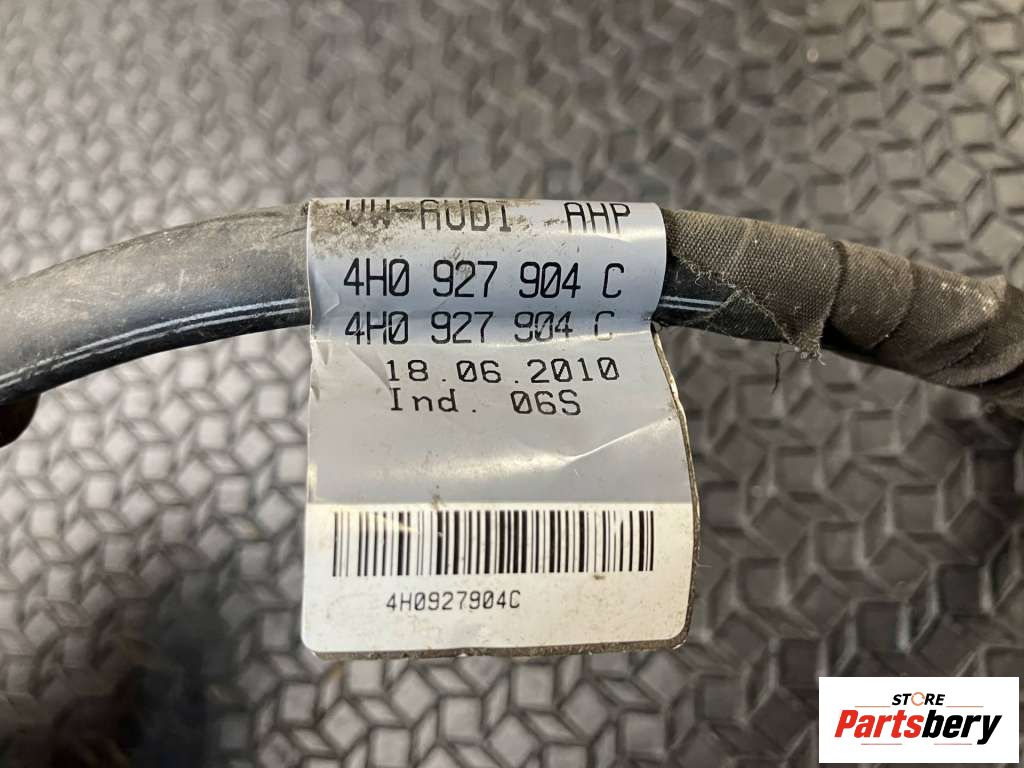 VW-AUDI AHP
4H0 927 904 C
4H0 927 904 C
18.06.2010
Ind. 06S
4H0927904C
STORE
Partsbery